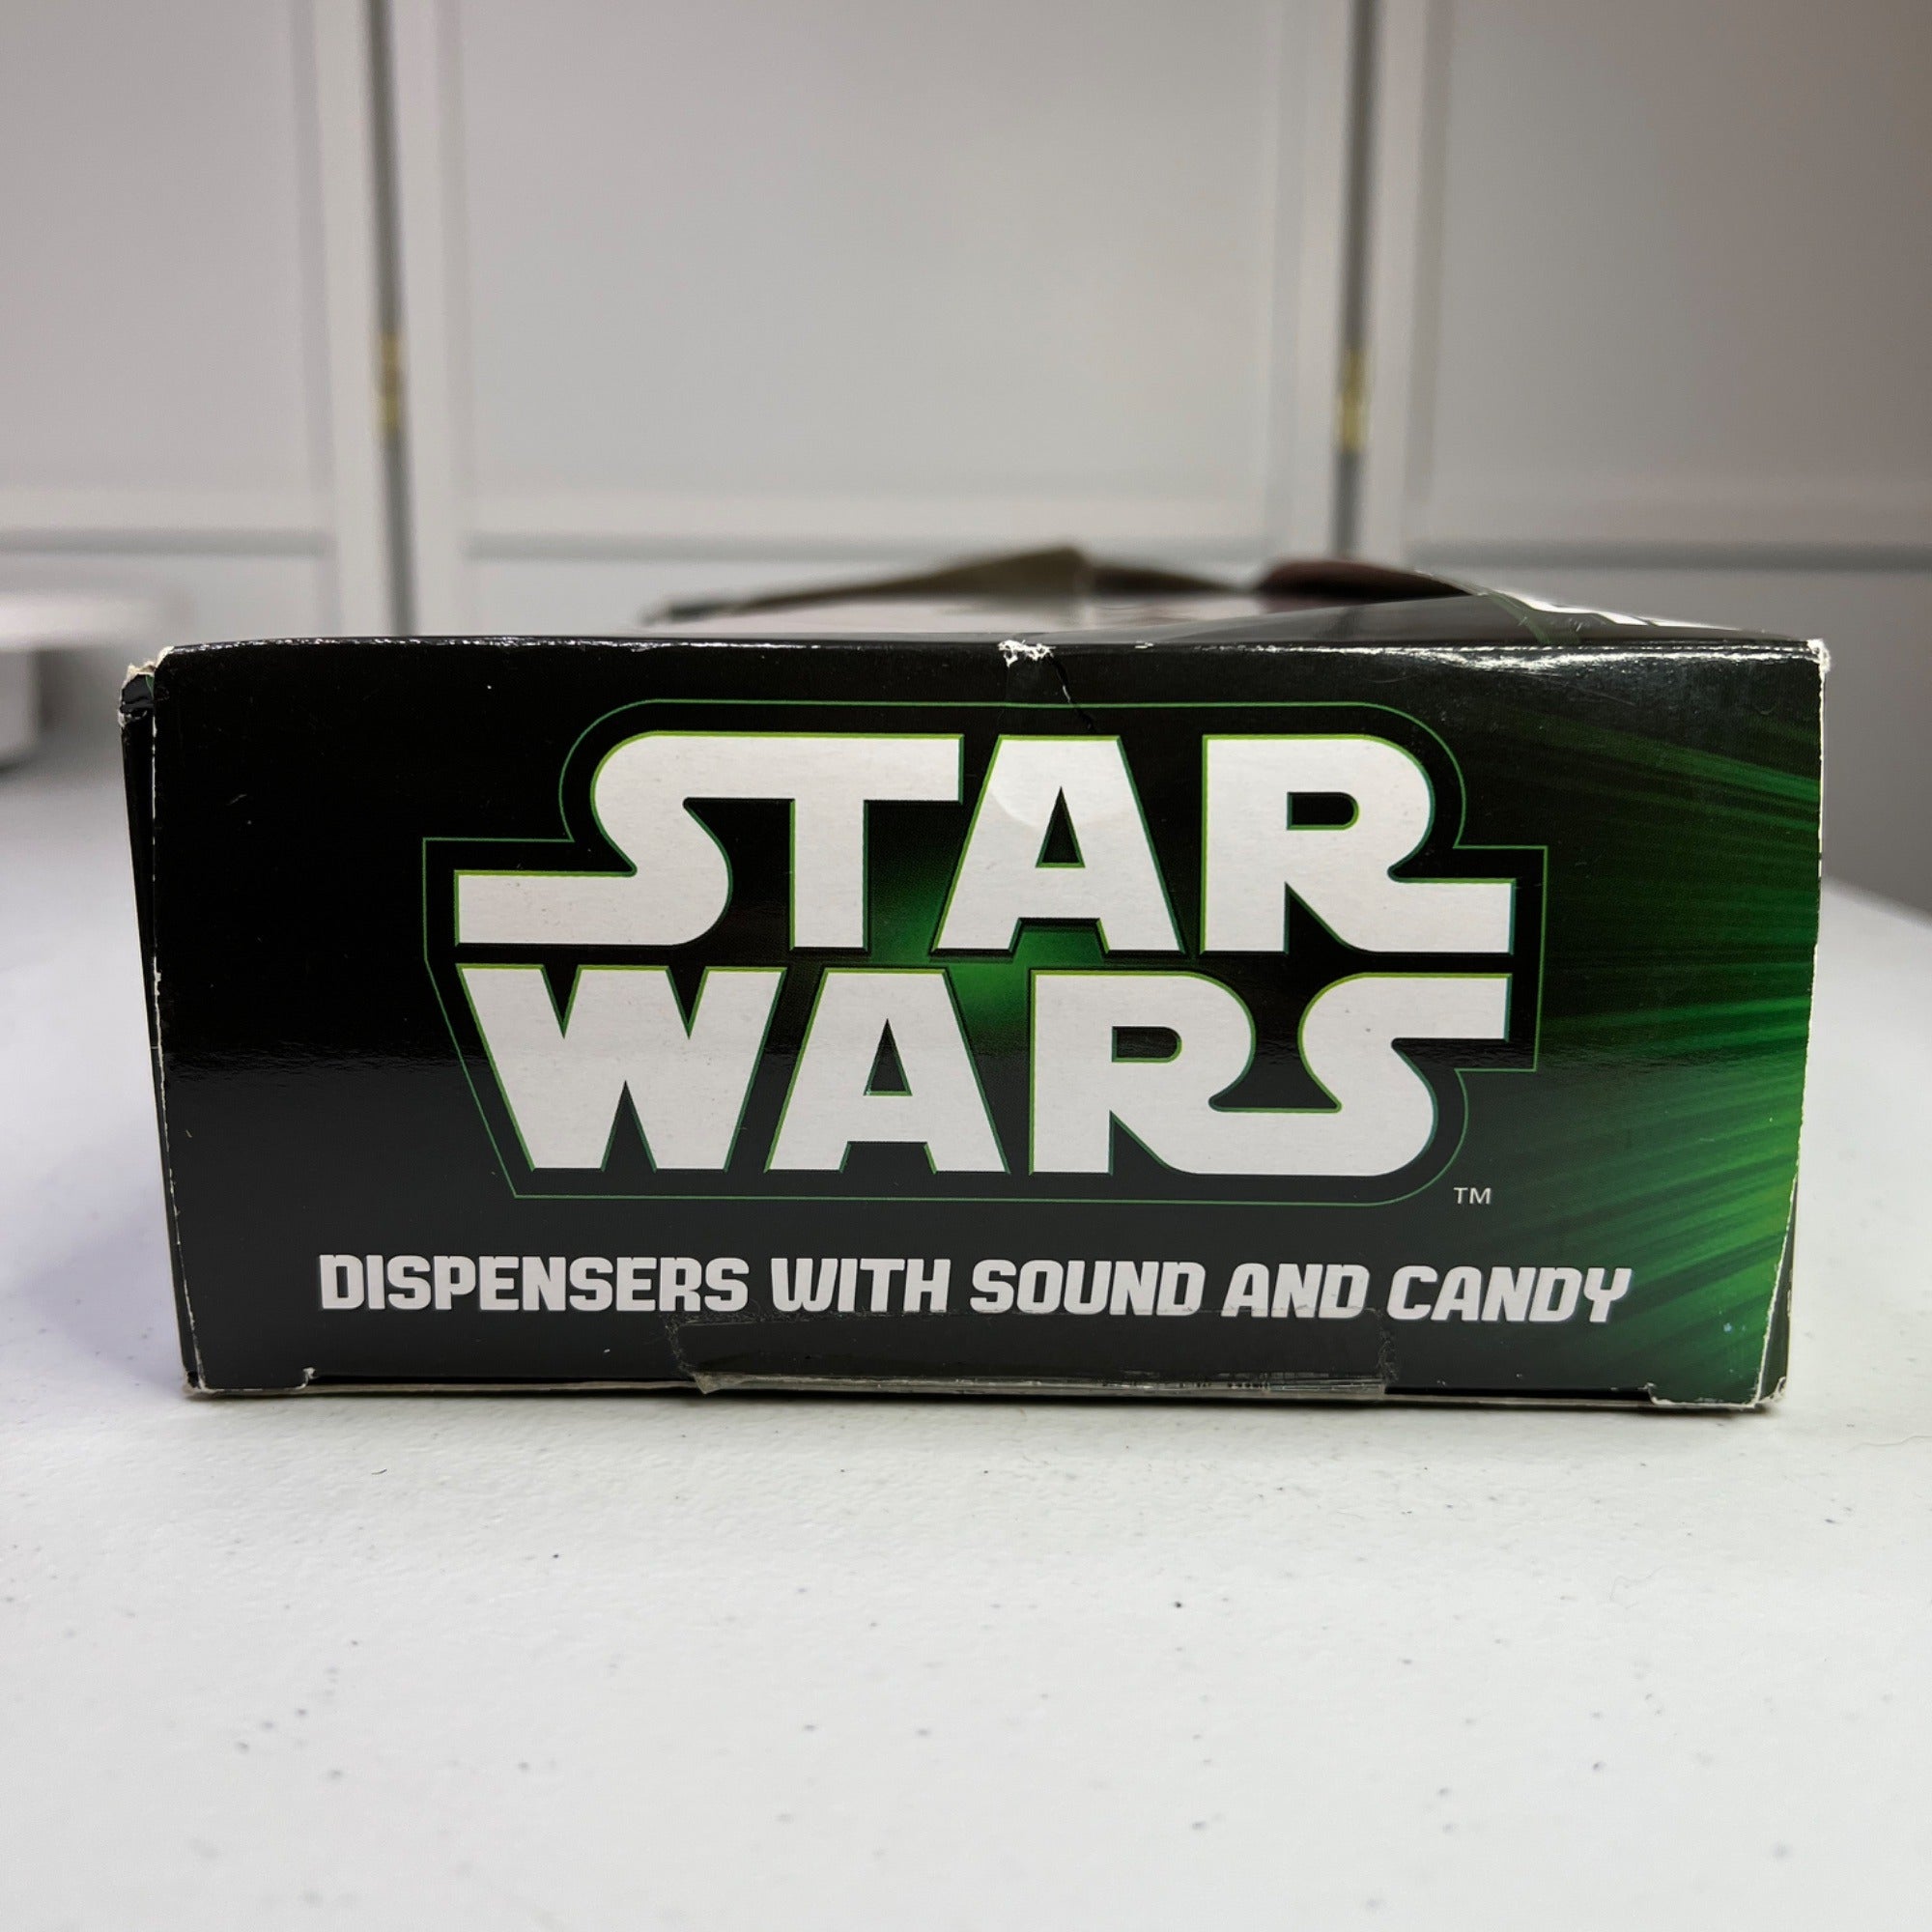 STAR
WARS
TM
DISPENSERS WITH SOUND AND CANDY